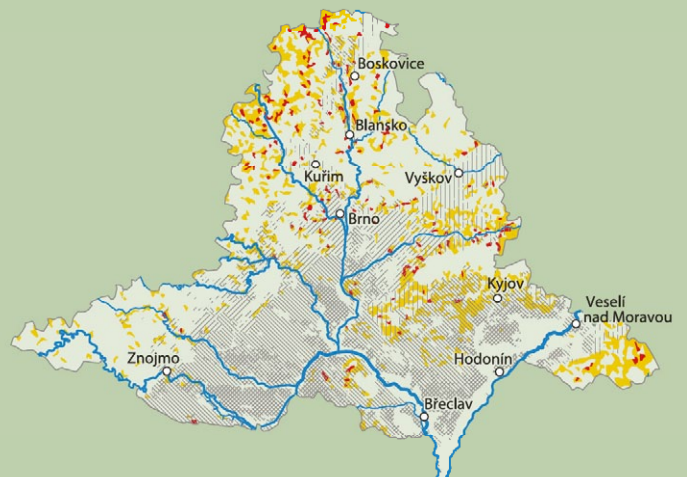 Boskovice
Blansko
Kuřim
Vyškov
Brno
Kyjov
Veselí
nad Moravou
Znojmo
Hodonín
Břeclav